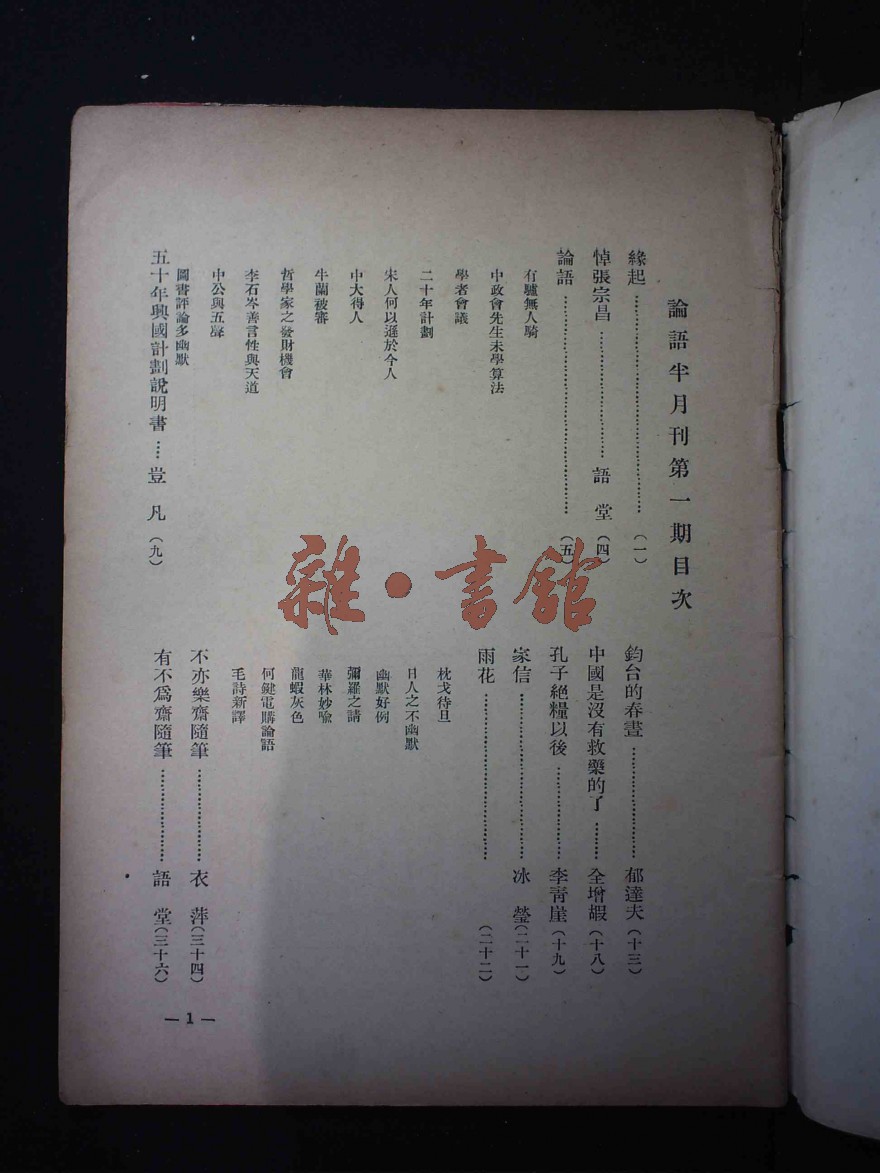 論語半月刊第一期目次
緣起……(一)
悼張宗昌……語堂(四)
論語……(五)
有驢無人騎
中政會先生未學算法
學者會議
二十年計劃
宋人何以遜於今人
中大得人
牛蘭被審
哲學家之發財機會
李石岑善言性與天道
中公與五卅
圖書評論多幽默
五十年興國計劃說明書……豈凡(九)
鈞台的春晝……郁達夫(十三)
中國是沒有救藥的了……全增嘏(十八)
孔子絕糧以後……李靑崖(十九)
家信……冰瑩(二十一)
雨花……(二十二)
枕戈待旦
日人之不幽默
幽默好例
彌羅之請
華林妙喩
龍蝦灰色
何鍵電購論語
毛詩新譯
不亦樂齋隨筆……衣萍(三十四)
有不爲齋隨筆……語堂(三十六)
—1—
雜·書館